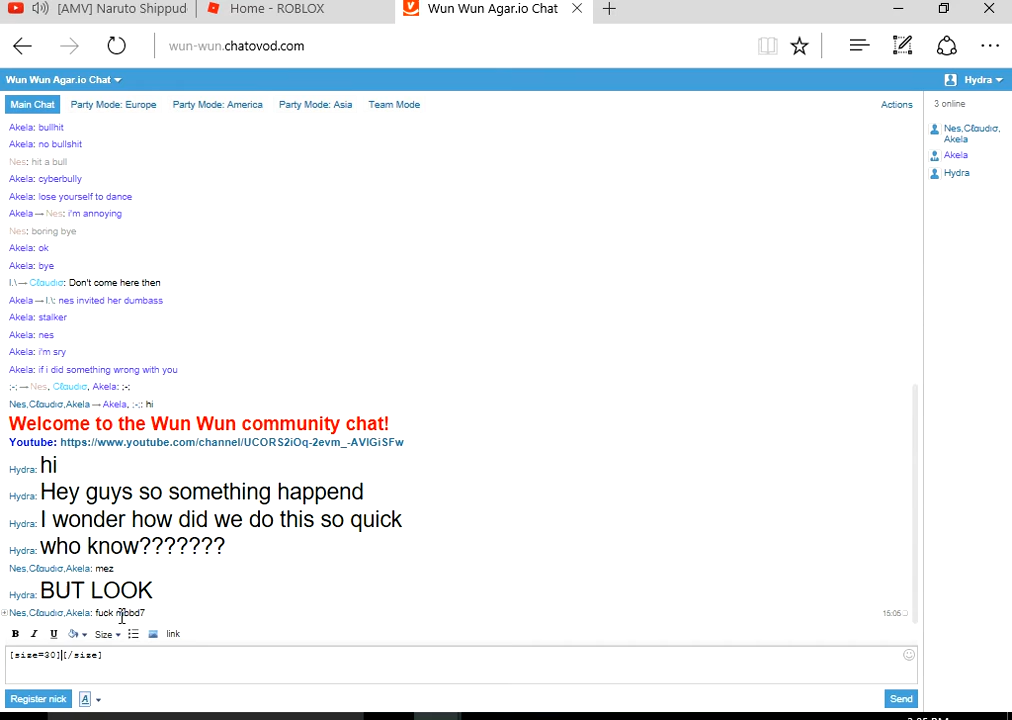 [AMV] Naruto Shippud
Home - ROBLOX
Wun Wun Agar.io Chat
wun-wun.chatovod.com
Wun Wun Agar.io Chat
Hydra
Main Chat
Party Mode: Europe
Party Mode: America
Party Mode: Asia
Team Mode
Actions
3 online
Nes,Cℓαudισ,
Akela
Akela
Hydra
Akela: bullhit
Akela: no bullshit
Nes: hit a bull
Akela: cyberbully
Akela: lose yourself to dance
Akela → Nes: i'm annoying
Nes: boring bye
Akela: ok
Akela: bye
I.\ → Cℓαudισ: Don't come here then
Akela → I.\: nes invited her dumbass
Akela: stalker
Akela: nes
Akela: i'm sry
Akela: if i did something wrong with you
;-; → Nes, Cℓαudισ, Akela: ;-;
Nes,Cℓαudισ,Akela → Akela, ;-;: hi
Welcome to the Wun Wun community chat!
Youtube: https://www.youtube.com/channel/UCORS2iOq-2evm_-AVIGiSFw
Hydra: hi
Hydra: Hey guys so something happend
Hydra: I wonder how did we do this so quick
Hydra: who know???????
Nes,Cℓαudισ,Akela: mez
Hydra: BUT LOOK
Nes,Cℓαudισ,Akela: fuck
15:05
B I U
Size
link
[size=30][/size]
Register nick
A
Send